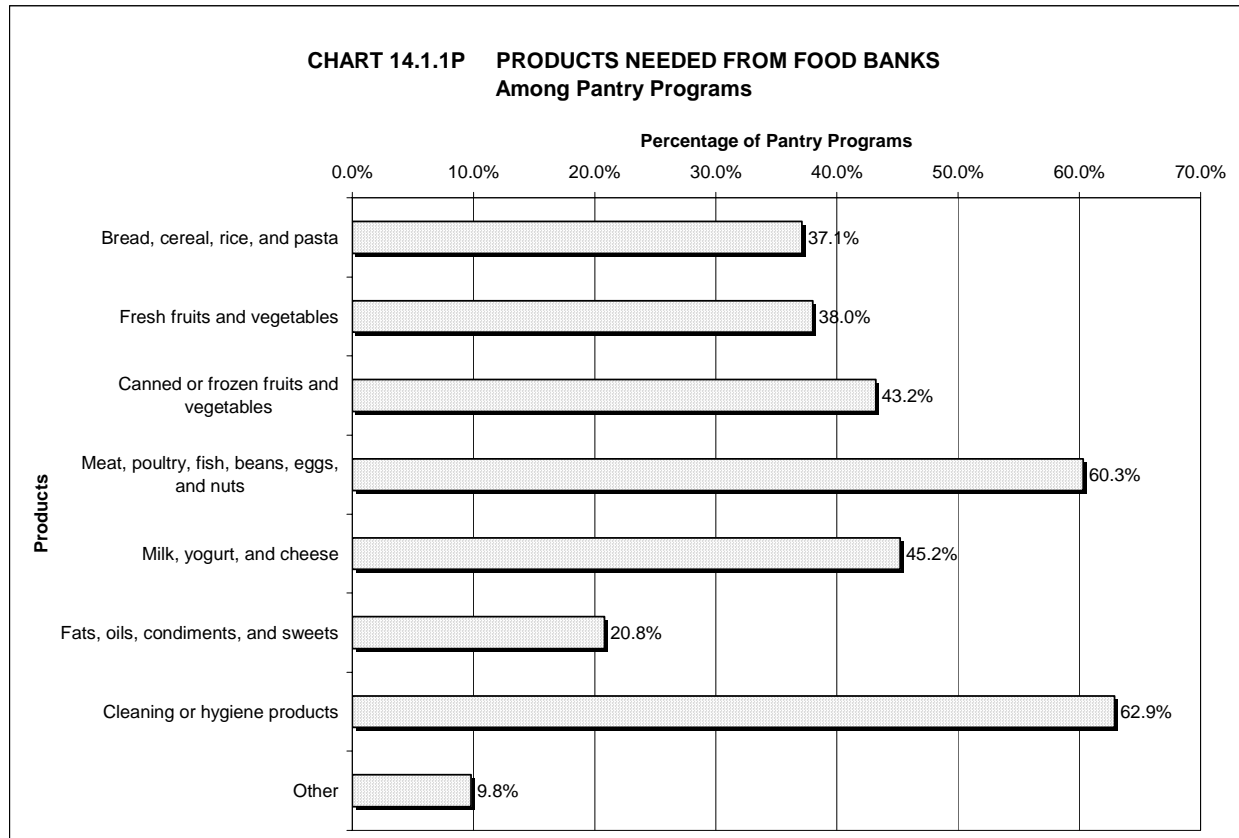 CHART 14.1.1P PRODUCTS NEEDED FROM FOOD BANKS
Among Pantry Programs
Percentage of Pantry Programs
0.0% 10.0% 20.0% 30.0% 40.0% 50.0% 60.0% 70.0%
Products
Bread, cereal, rice, and pasta 37.1%
Fresh fruits and vegetables 38.0%
Canned or frozen fruits and
vegetables 43.2%
Meat, poultry, fish, beans, eggs,
and nuts 60.3%
Milk, yogurt, and cheese 45.2%
Fats, oils, condiments, and sweets 20.8%
Cleaning or hygiene products 62.9%
Other 9.8%